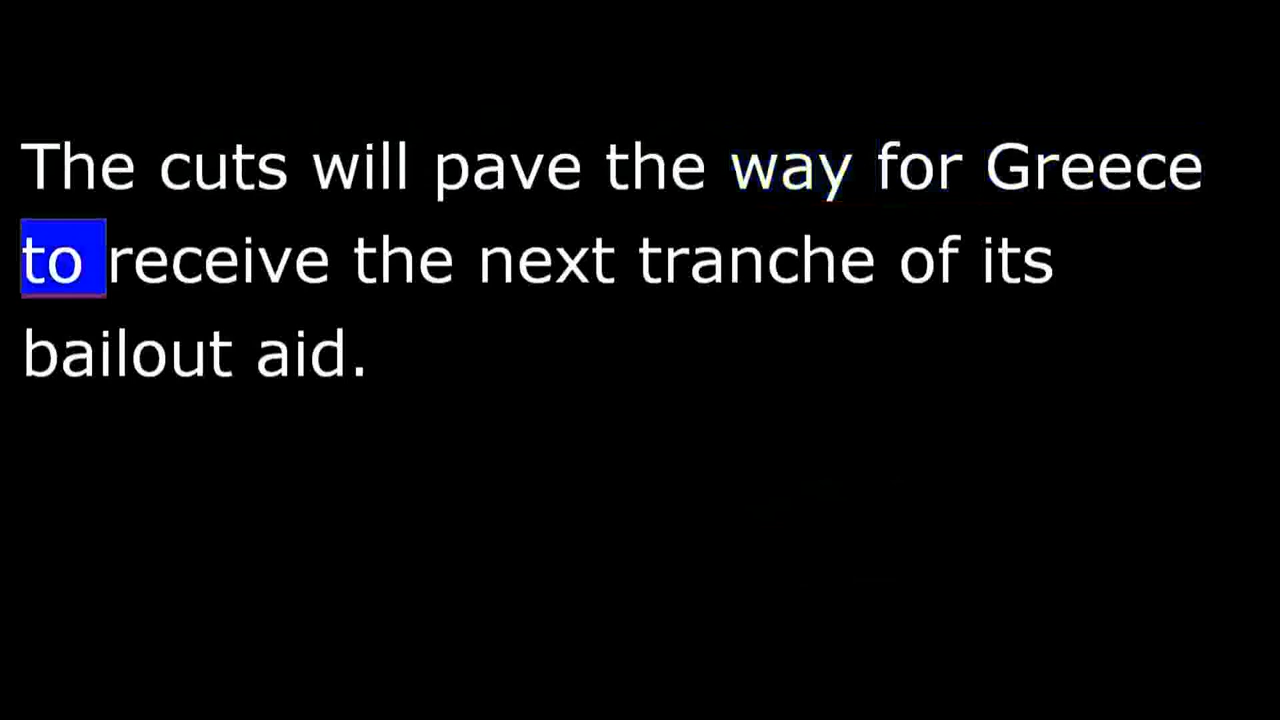 The cuts will pave the way for Greece
to receive the next tranche of its
bailout aid.